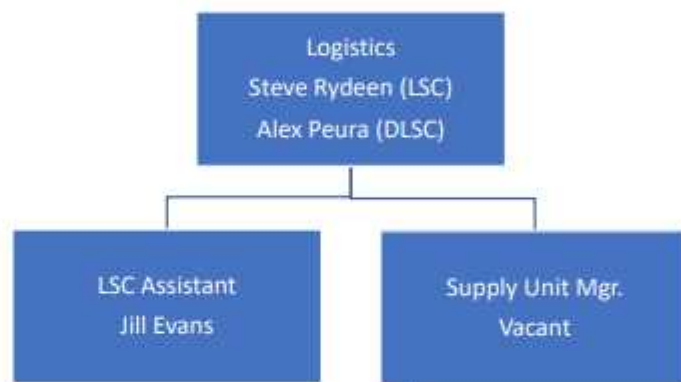 Logistics
Steve Rydeen (LSC)
Alex Peura (DLSC)
LSC Assistant
Jill Evans
Supply Unit Mgr.
Vacant